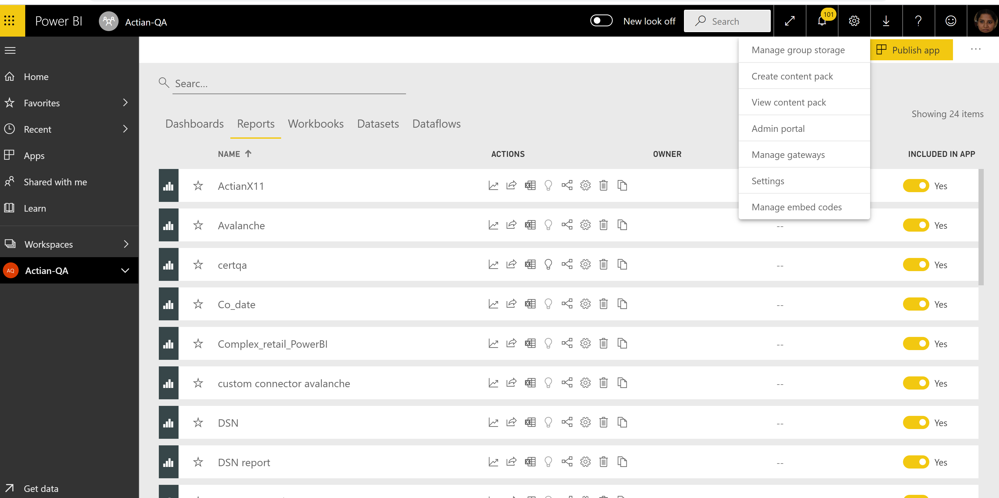 Power BI
Actian-QA
New look off
Search
101
Manage group storage
Create content pack
View content pack
Admin portal
Manage gateways
Settings
Manage embed codes
Publish app
...
Home
Favorites
Recent
Apps
Shared with me
Learn
Workspaces
AQ Actian-QA
Get data
Searc...
Showing 24 items
Dashboards Reports Workbooks Datasets Dataflows
NAME ACTIONS OWNER INCLUDED IN APP
ActianX11 Yes
Avalanche -- Yes
certqa -- Yes
Co_date -- Yes
Complex_retail_PowerBI -- Yes
custom connector avalanche -- Yes
DSN -- Yes
DSN report -- Yes